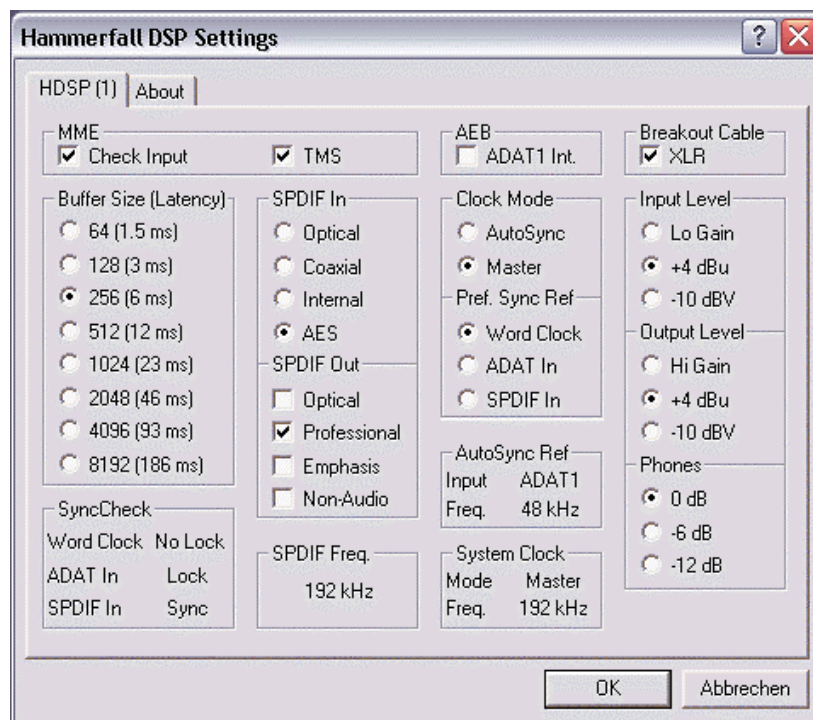 Hammerfall DSP Settings
HDSP (1)
About
MME
Check Input
TMS
AEB
ADAT1 Int.
Breakout Cable
XLR
Buffer Size (Latency)
64 (1.5 ms)
128 (3 ms)
256 (6 ms)
512 (12 ms)
1024 (23 ms)
2048 (46 ms)
4096 (93 ms)
8192 (186 ms)
SyncCheck
Word Clock No Lock
ADAT In Lock
SPDIF In Sync
SPDIF In
Optical
Coaxial
Internal
AES
SPDIF Out
Optical
Professional
Emphasis
Non-Audio
SPDIF Freq.
192 kHz
Clock Mode
AutoSync
Master
Pref. Sync Ref
Word Clock
ADAT In
SPDIF In
AutoSync Ref
Input ADAT1
Freq. 48 kHz
System Clock
Mode Master
Freq. 192 kHz
Input Level
Lo Gain
+4 dBu
-10 dBV
Output Level
Hi Gain
+4 dBu
-10 dBV
Phones
0 dB
-6 dB
-12 dB
OK
Abbrechen